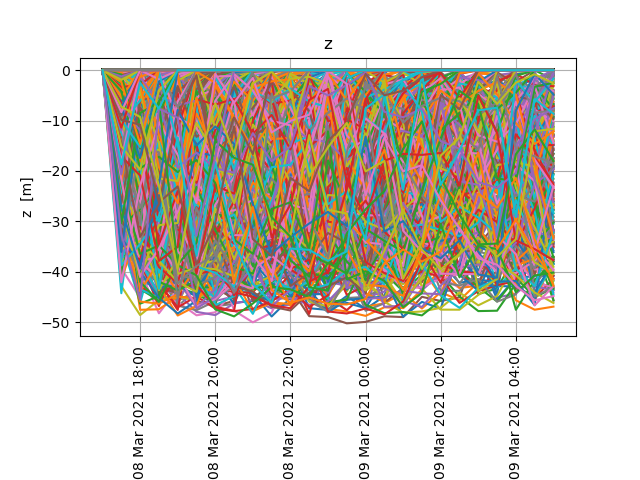 z
0
−10
−20
−30
−40
−50
z [m]
08 Mar 2021 18:00
08 Mar 2021 20:00
08 Mar 2021 22:00
09 Mar 2021 00:00
09 Mar 2021 02:00
09 Mar 2021 04:00